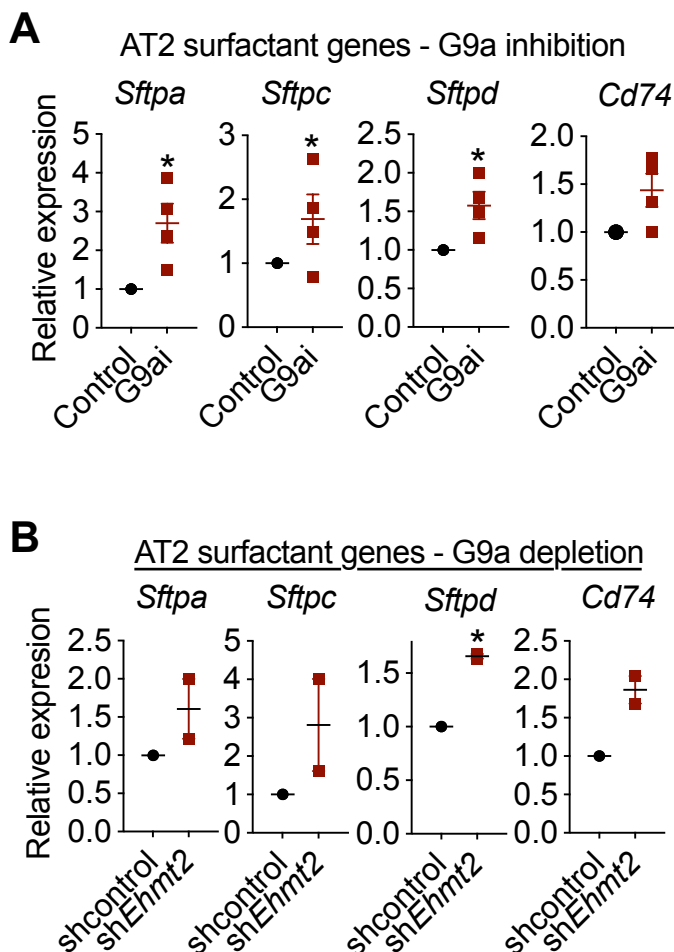 A
AT2 surfactant genes - G9a inhibition
Sftpa Sftpc Sftpd Cd74
Relative expression
5 4 3 2 1 0
3 2 1 0
2.5 2.0 1.5 1.0 0.5 0.0
2.0 1.5 1.0 0.5 0.0
* * *
Control G9ai Control G9ai Control G9ai Control G9ai
B
AT2 surfactant genes - G9a depletion
Sftpa Sftpc Sftpd Cd74
Relative expresion
2.5 2.0 1.5 1.0 0.5 0.0
5 4 3 2 1 0
1.5 1.0 0.5 0.0
2.5 2.0 1.5 1.0 0.5 0.0
*
shcontrol shEhmt2 shcontrol shEhmt2 shcontrol shEhmt2 shcontrol shEhmt2